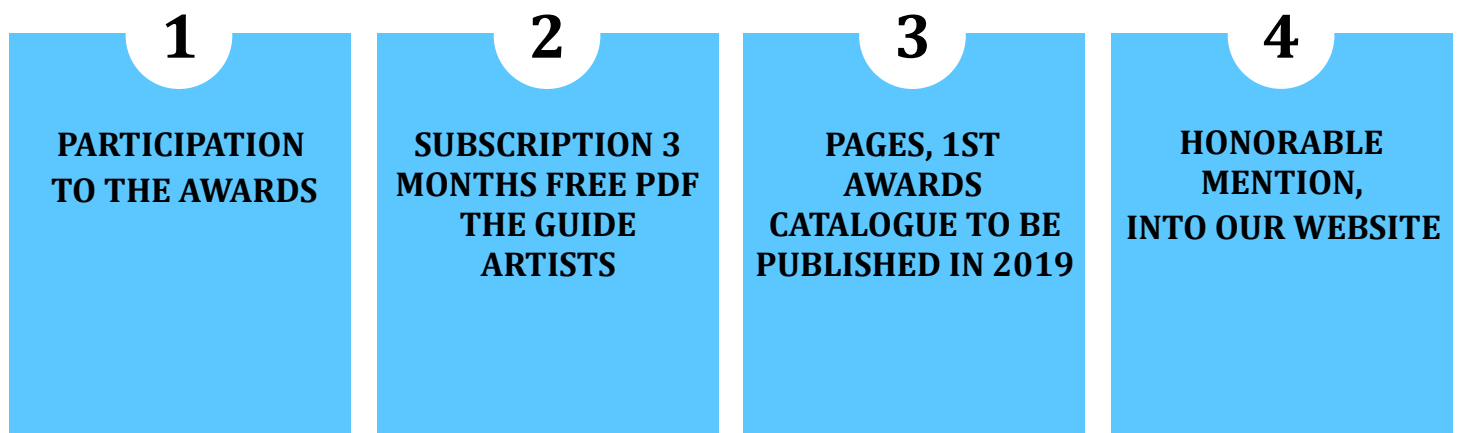 1
PARTICIPATION
TO THE AWARDS
2
SUBSCRIPTION 3
MONTHS FREE PDF
THE GUIDE
ARTISTS
3
PAGES, 1ST
AWARDS
CATALOGUE TO BE
PUBLISHED IN 2019
4
HONORABLE
MENTION,
INTO OUR WEBSITE